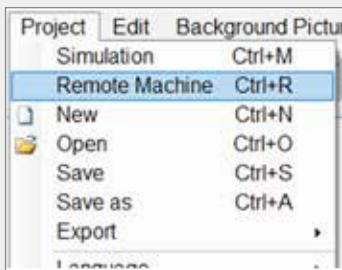 Project Edit Background Pictu
Simulation Ctrl+M
Remote Machine Ctrl+R
New Ctrl+N
Open Ctrl+O
Save Ctrl+S
Save as Ctrl+A
Export
Language